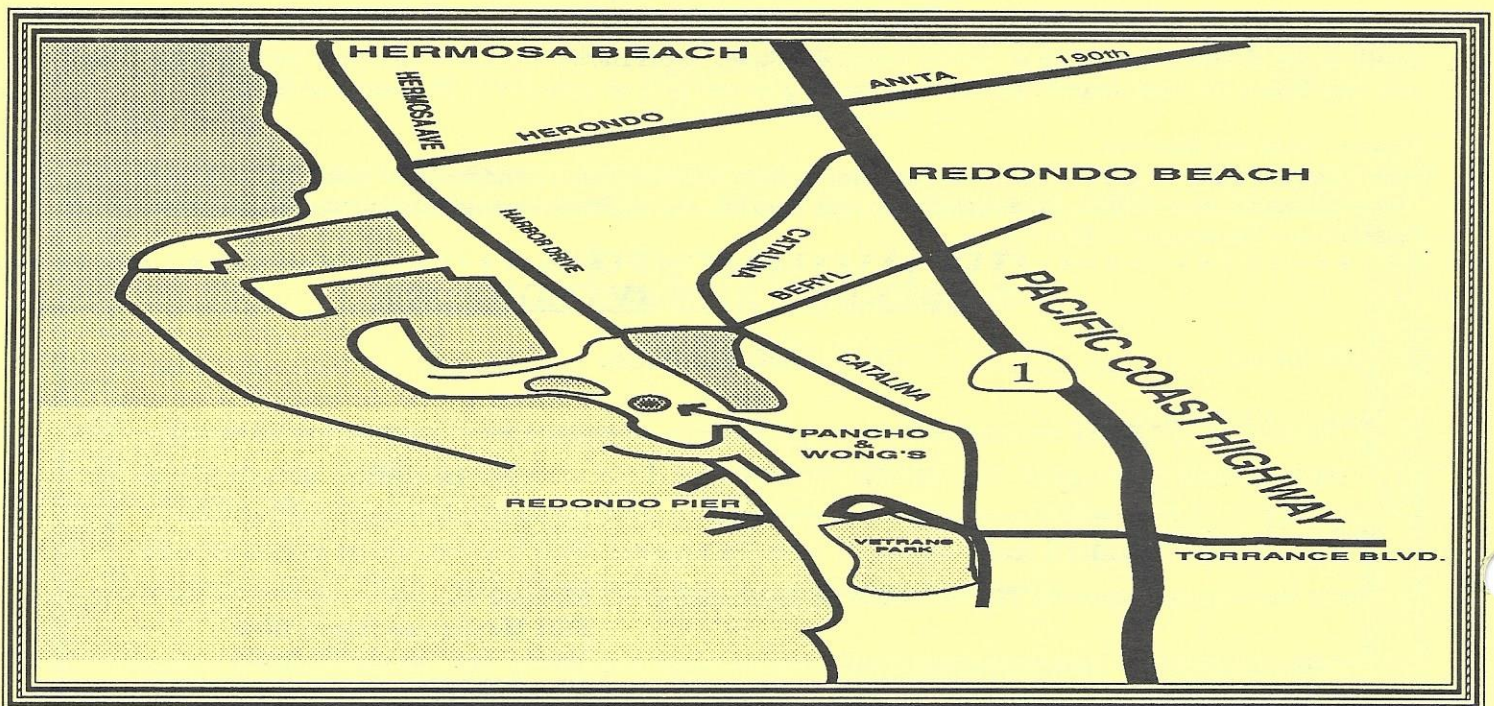 HERMOSA BEACH
190th
ANITA
HERMOSA AVE
HERONDO
REDONDO BEACH
HARBOR DRIVE
CATALINA
BERYL
PACIFIC COAST HIGHWAY
1
CATALINA
PANCHO
&
WONG'S
REDONDO PIER
VETRANS
PARK
TORRANCE BLVD.